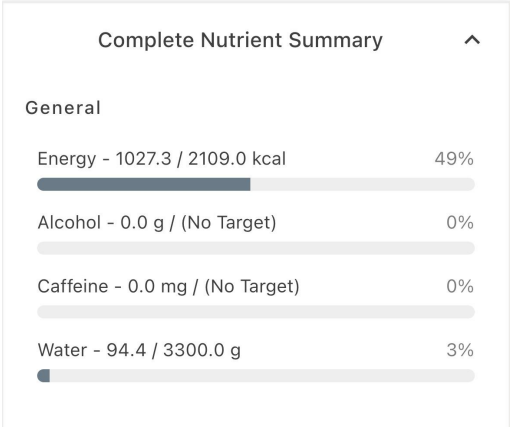 Complete Nutrient Summary
General
Energy - 1027.3 / 2109.0 kcal 49%
Alcohol - 0.0 g / (No Target) 0%
Caffeine - 0.0 mg / (No Target) 0%
Water - 94.4 / 3300.0 g 3%